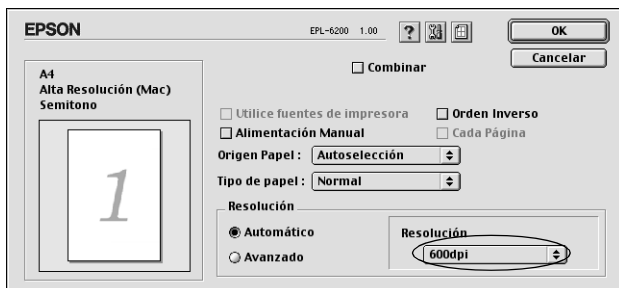 EPSON
EPL-6200 1.00
?
OK
Cancelar
A4
Alta Resolución (Mac)
Semitono
1
Combinar
Utilice fuentes de impresora
Orden Inverso
Alimentación Manual
Cada Página
Origen Papel : Autoselección
Tipo de papel : Normal
Resolución
Automático
Avanzado
Resolución
600dpi